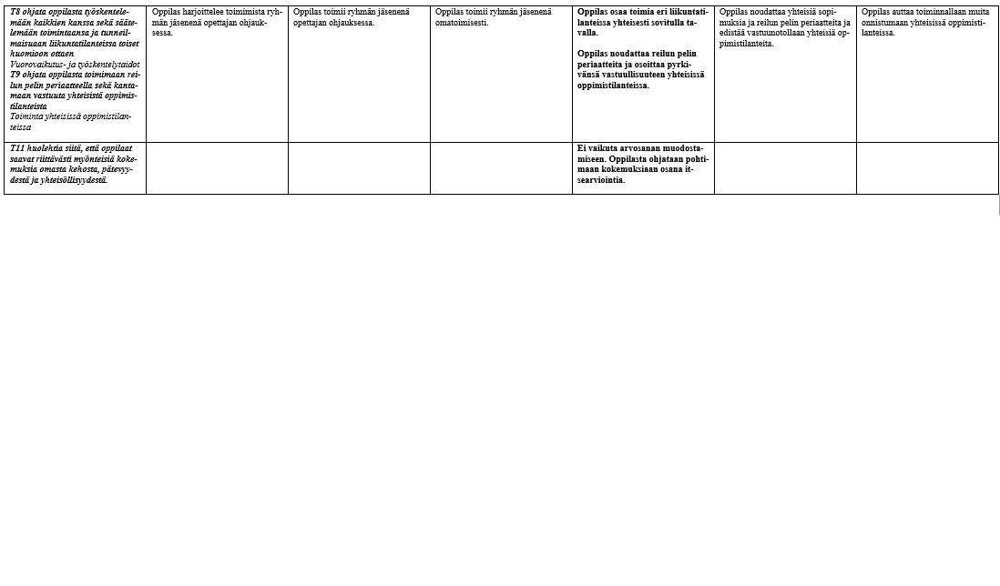 T8 ohjata oppilasta työskentele-
mään kaikkien kanssa sekä sääte-
lemään toimintaansa ja tunneil-
maisuaan liikuntatilanteissa toiset
huomioon ottaen
Vuorovaikutus- ja työskentelytaidot
T9 ohjata oppilasta toimimaan rei-
lun pelin periaatteella sekä kanta-
maan vastuuta yhteisistä oppimis-
tilanteista
Toiminta yhteisissä oppimistilan-
teissa
Oppilas harjoittelee toimimista ryh-
män jäsenenä opettajan ohjauk-
sessa.
Oppilas toimii ryhmän jäsenenä
opettajan ohjauksessa.
Oppilas toimii ryhmän jäsenenä
omatoimisesti.
Oppilas osaa toimia eri liikuntati-
lanteissa yhteisesti sovitulla ta-
valla.
Oppilas noudattaa reilun pelin
periaatteita ja osoittaa pyrki-
vänsä vastuullisuuteen yhteisissä
oppimistilanteissa.
Oppilas noudattaa yhteisiä sopi-
muksia ja reilun pelin periaatteita ja
edistää vastuunotollaan yhteisiä op-
pimistilanteita.
Oppilas auttaa toiminnallaan muita
onnistumaan yhteisissä oppimisti-
lanteissa.
T11 huolehtia siitä, että oppilaat
saavat riittävästi myönteisiä koke-
muksia omasta kehosta, pätevyy-
destä ja yhteisöllisyydestä.
Ei vaikuta arvosanan muodosta-
miseen. Oppilasta ohjataan pohti-
maan kokemuksiaan osana it-
searviointia.